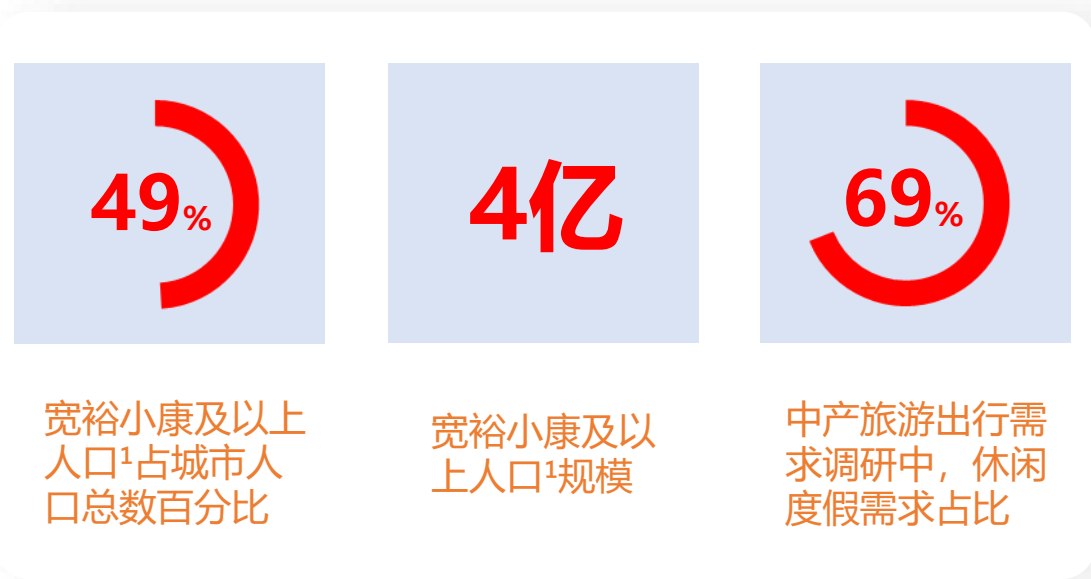 49%
4亿
69%
宽裕小康及以上
人口¹占城市人
口总数百分比
宽裕小康及以
上人口¹规模
中产旅游出行需
求调研中，休闲
度假需求占比